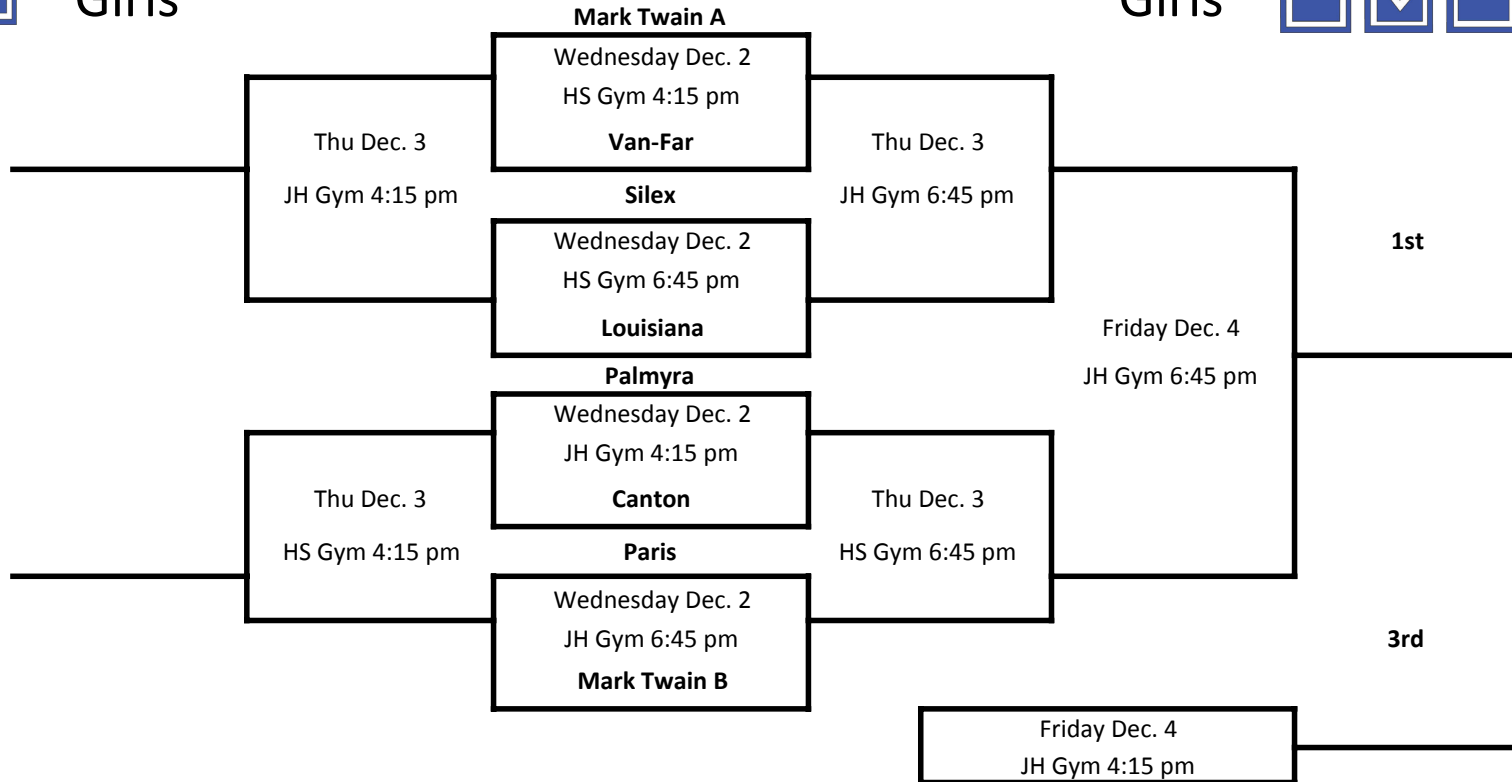 Girls
Girls
Mark Twain A
Wednesday Dec. 2
HS Gym 4:15 pm
Thu Dec. 3
Van-Far
Thu Dec. 3
JH Gym 4:15 pm
Silex
JH Gym 6:45 pm
Wednesday Dec. 2
1st
HS Gym 6:45 pm
Louisiana
Friday Dec. 4
Palmyra
JH Gym 6:45 pm
Wednesday Dec. 2
JH Gym 4:15 pm
Thu Dec. 3
Canton
Thu Dec. 3
HS Gym 4:15 pm
Paris
HS Gym 6:45 pm
Wednesday Dec. 2
JH Gym 6:45 pm
3rd
Mark Twain B
Friday Dec. 4
JH Gym 4:15 pm